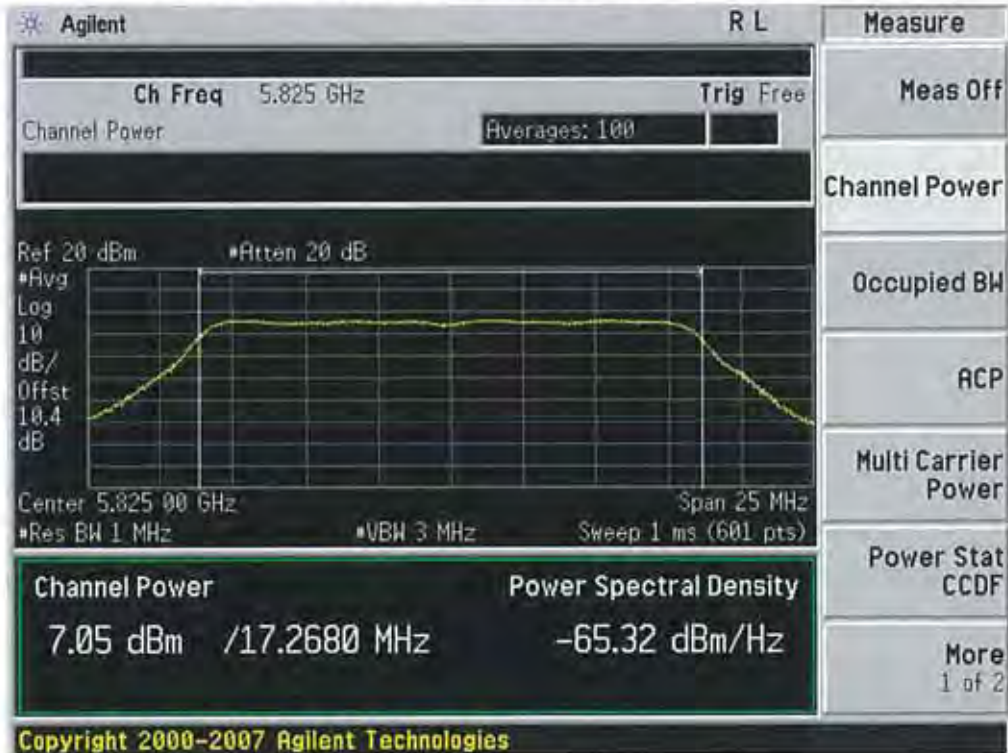 Agilent
R L
Measure
Ch Freq 5.825 GHz
Trig Free
Channel Power
Averages: 100
Ref 20 dBm
#Atten 20 dB
#Avg
Log
10
dB/
Offst
10.4
dB
Center 5.825 00 GHz
Span 25 MHz
#Res BW 1 MHz
#VBW 3 MHz
Sweep 1 ms (601 pts)
Channel Power
Power Spectral Density
7.05 dBm /17.2680 MHz
-65.32 dBm/Hz
Meas Off
Channel Power
Occupied BW
ACP
Multi Carrier
Power
Power Stat
CCDF
More
1 of 2
Copyright 2000-2007 Agilent Technologies